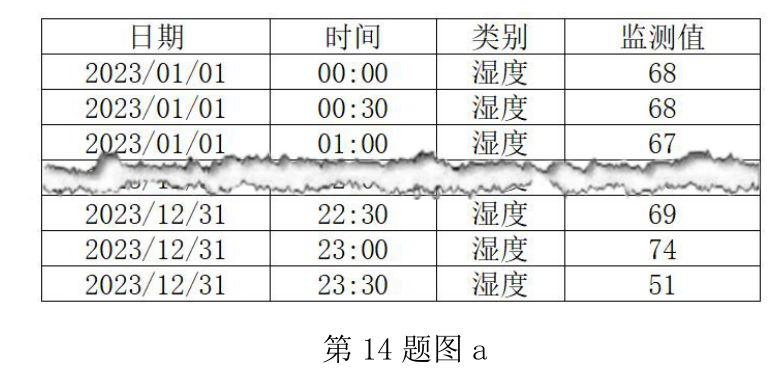 日期 时间 类别 监测值
2023/01/01 00:00 湿度 68
2023/01/01 00:30 湿度 68
2023/01/01 01:00 湿度 67
2023/12/31 22:30 湿度 69
2023/12/31 23:00 湿度 74
2023/12/31 23:30 湿度 51
第 14 题图 a